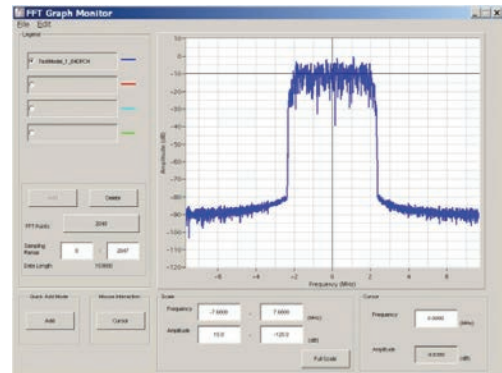 FFT Graph Monitor
File Edit
Legend
TestModel_1_64DPCH
Add
Delete
FFT Points
2048
Sampling Range
0
-
2047
Data Length
Quick Add Mode
Add
Mouse Interaction
Cursor
10
0
-10
-20
-30
-40
-50
-60
-70
-80
-90
-100
-110
-120
Amplitude (dB)
-6
-4
-2
0
2
4
6
Frequency (MHz)
Scale
Frequency
-7.6800
-
7.6800
(MHz)
Amplitude
10.0
-
-120.0
(dB)
Full Scale
Cursor
Frequency
0.0000
(MHz)
Amplitude
(dB)